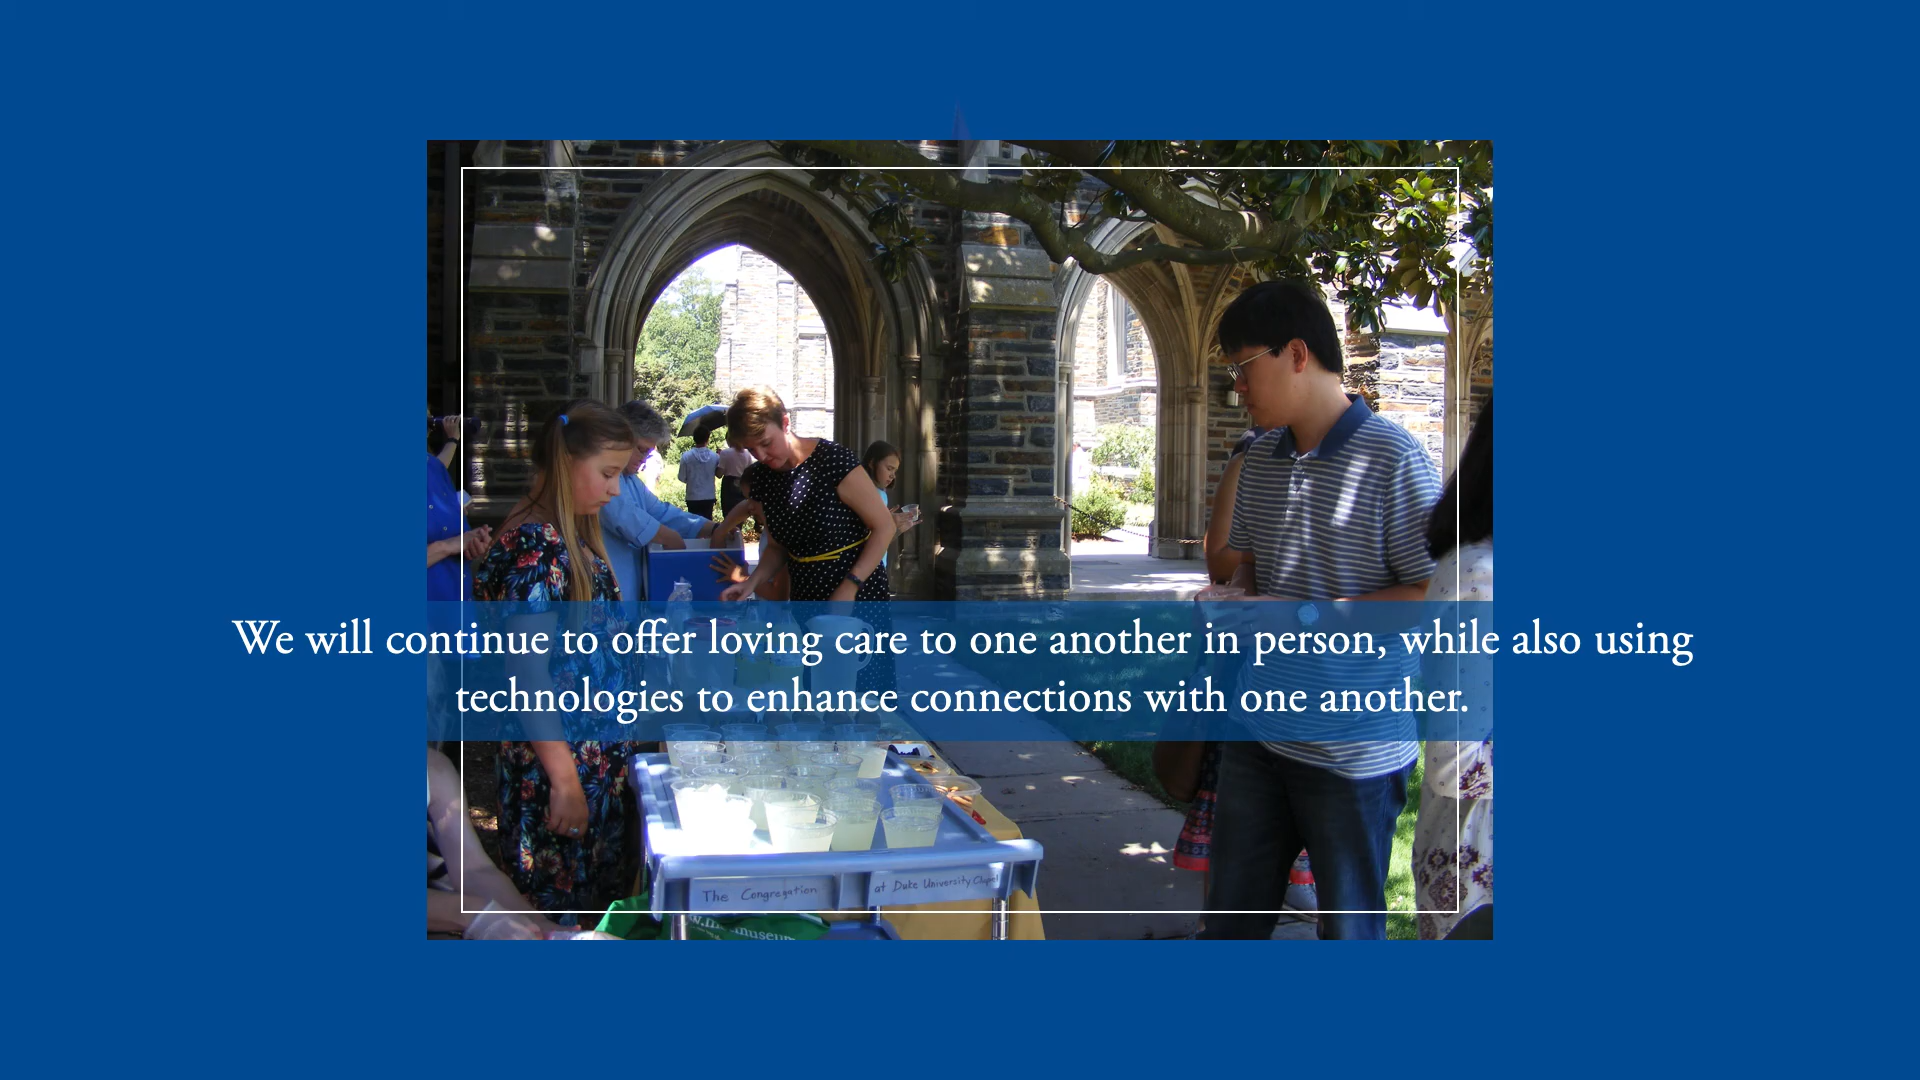 We will continue to offer loving care to one another in person, while also using
technologies to enhance connections with one another.
The Congregation at Duke University Chapel
museum